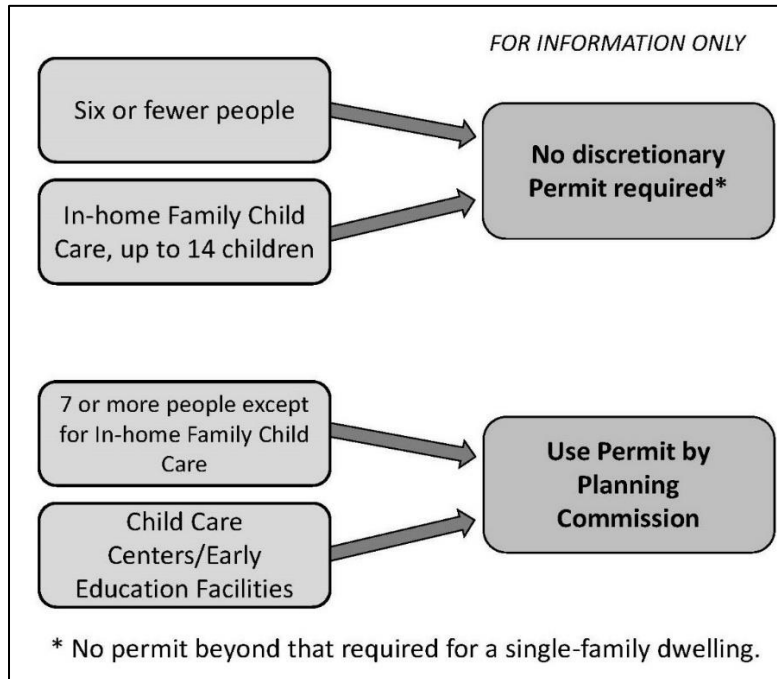 FOR INFORMATION ONLY
Six or fewer people
In-home Family Child
Care, up to 14 children
No discretionary
Permit required*
7 or more people except
for In-home Family Child
Care
Child Care
Centers/Early
Education Facilities
Use Permit by
Planning
Commission
* No permit beyond that required for a single-family dwelling.